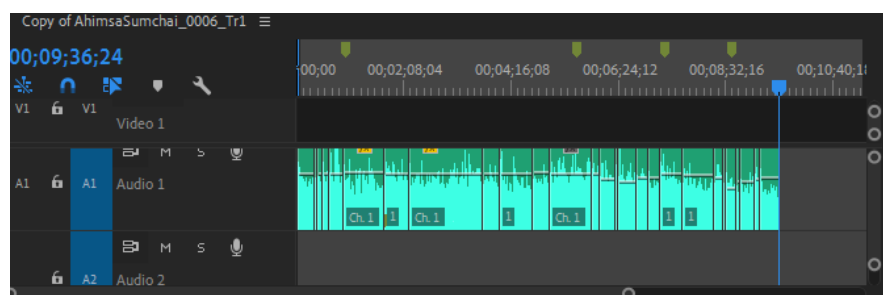 Copy of AhimsaSumchai_0006_Tr1
00;09;36;24
:00;00 00;02;08;04 00;04;16;08 00;06;24;12 00;08;32;16 00;10;40;18
V1 V1
Video 1
M S
A1 A1 Audio 1
Ch. 1 1 Ch. 1 1 Ch. 1 1 1
M S
A2 Audio 2